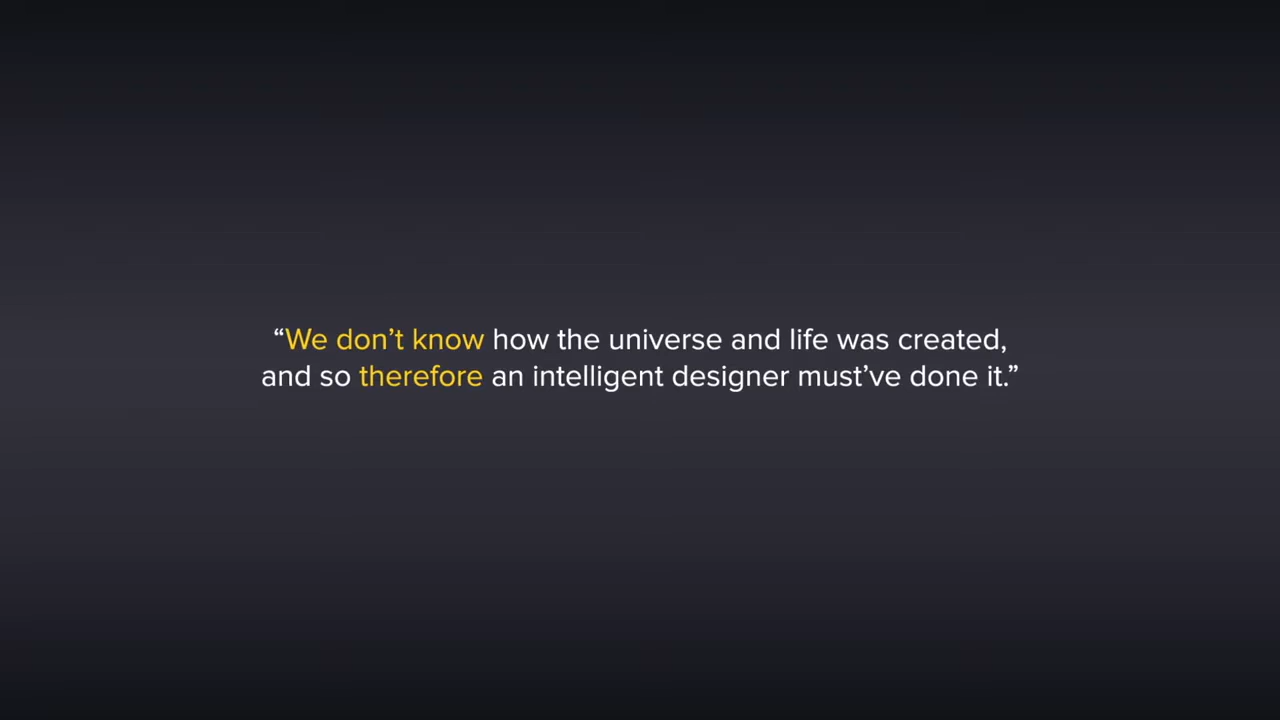 “We don’t know how the universe and life was created,
and so therefore an intelligent designer must’ve done it.”